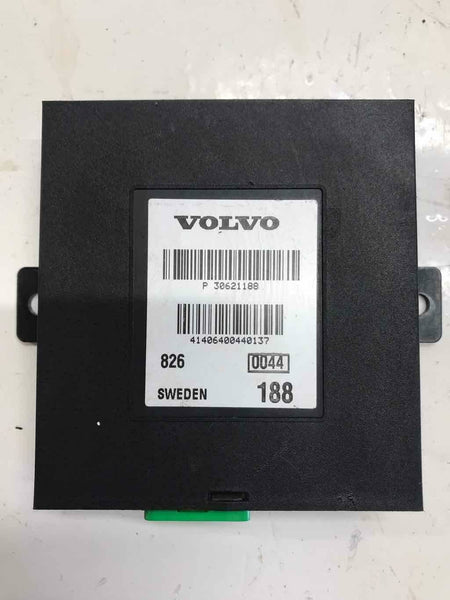 VOLVO
P 30621188
41406400440137
826 0044
SWEDEN 188